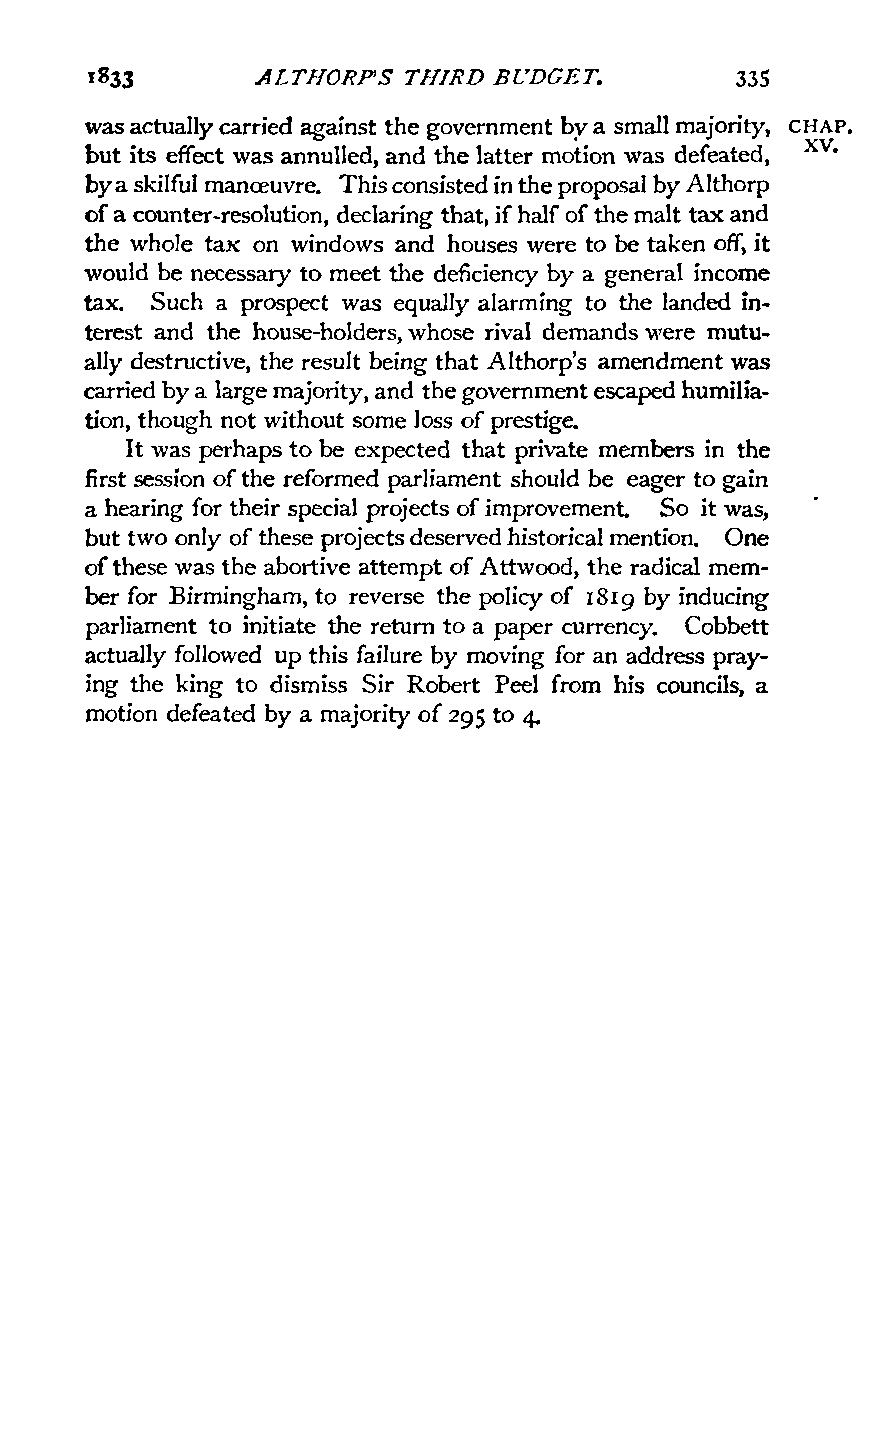 1833 ALTHORP'S THIRD BUDGET. 335
was actually carried against the government by a small majority, CHAP.
but its effect was annulled, and the latter motion was defeated, XV.
by a skilful manœuvre. This consisted in the proposal by Althorp
of a counter-resolution, declaring that, if half of the malt tax and
the whole tax on windows and houses were to be taken off, it
would be necessary to meet the deficiency by a general income
tax. Such a prospect was equally alarming to the landed in-
terest and the house-holders, whose rival demands were mutu-
ally destructive, the result being that Althorp's amendment was
carried by a large majority, and the government escaped humilia-
tion, though not without some loss of prestige.
It was perhaps to be expected that private members in the
first session of the reformed parliament should be eager to gain
a hearing for their special projects of improvement. So it was,
but two only of these projects deserved historical mention. One
of these was the abortive attempt of Attwood, the radical mem-
ber for Birmingham, to reverse the policy of 1819 by inducing
parliament to initiate the return to a paper currency. Cobbett
actually followed up this failure by moving for an address pray-
ing the king to dismiss Sir Robert Peel from his councils, a
motion defeated by a majority of 295 to 4.